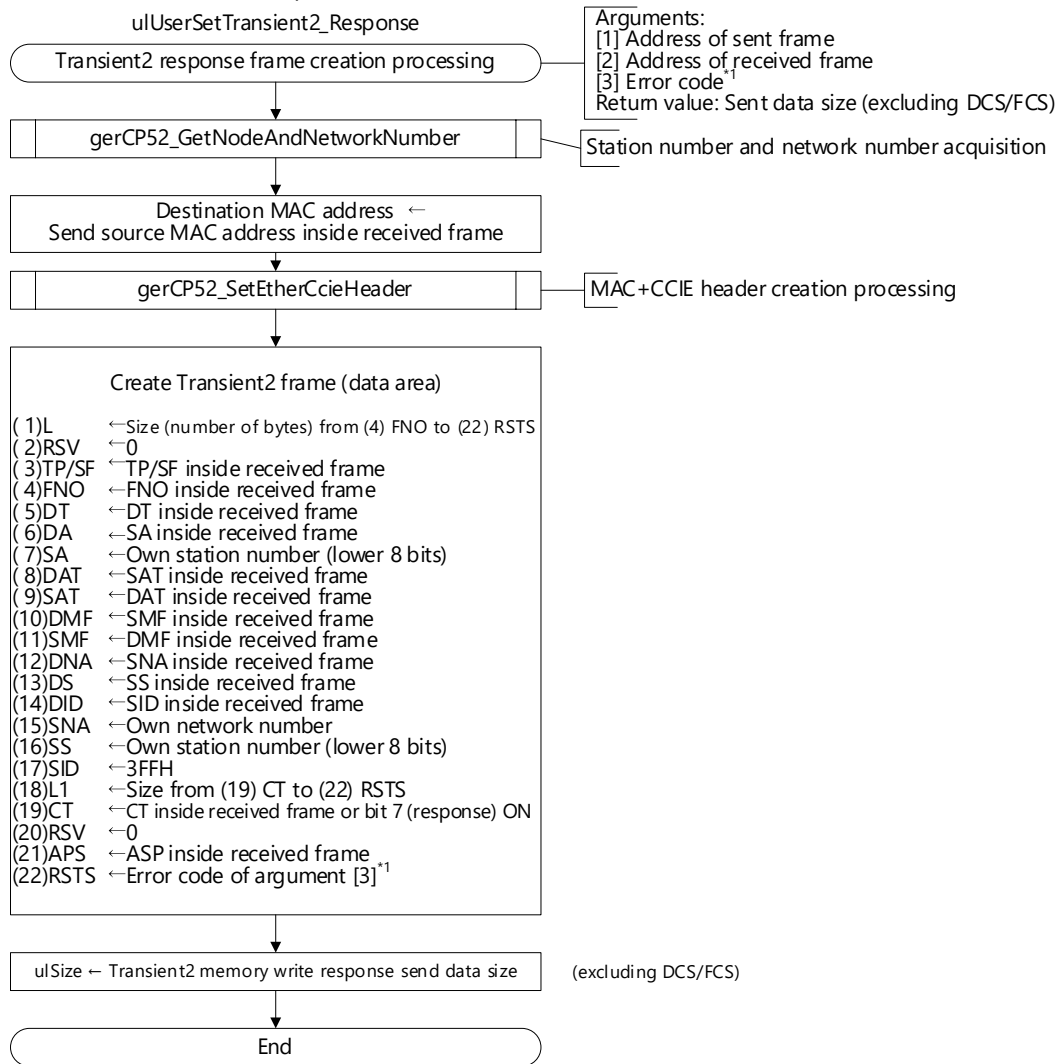 ulUserSetTransient2_Response
Transient2 response frame creation processing
Arguments:
[1] Address of sent frame
[2] Address of received frame
[3] Error code*1
Return value: Sent data size (excluding DCS/FCS)
gerCP52_GetNodeAndNetworkNumber
Station number and network number acquisition
Destination MAC address ←
Send source MAC address inside received frame
gerCP52_SetEtherCcieHeader
MAC+CCIE header creation processing
Create Transient2 frame (data area)
( 1)L ←Size (number of bytes) from (4) FNO to (22) RSTS
( 2)RSV ←0
( 3)TP/SF ←TP/SF inside received frame
( 4)FNO ←FNO inside received frame
( 5)DT ←DT inside received frame
( 6)DA ←SA inside received frame
( 7)SA ←Own station number (lower 8 bits)
( 8)DAT ←SAT inside received frame
( 9)SAT ←DAT inside received frame
(10)DMF ←SMF inside received frame
(11)SMF ←DMF inside received frame
(12)DNA ←SNA inside received frame
(13)DS ←SS inside received frame
(14)DID ←SID inside received frame
(15)SNA ←Own network number
(16)SS ←Own station number (lower 8 bits)
(17)SID ←3FFH
(18)L1 ←Size from (19) CT to (22) RSTS
(19)CT ←CT inside received frame or bit 7 (response) ON
(20)RSV ←0
(21)APS ←ASP inside received frame
(22)RSTS ←Error code of argument [3]*1
ulSize ← Transient2 memory write response send data size
(excluding DCS/FCS)
End